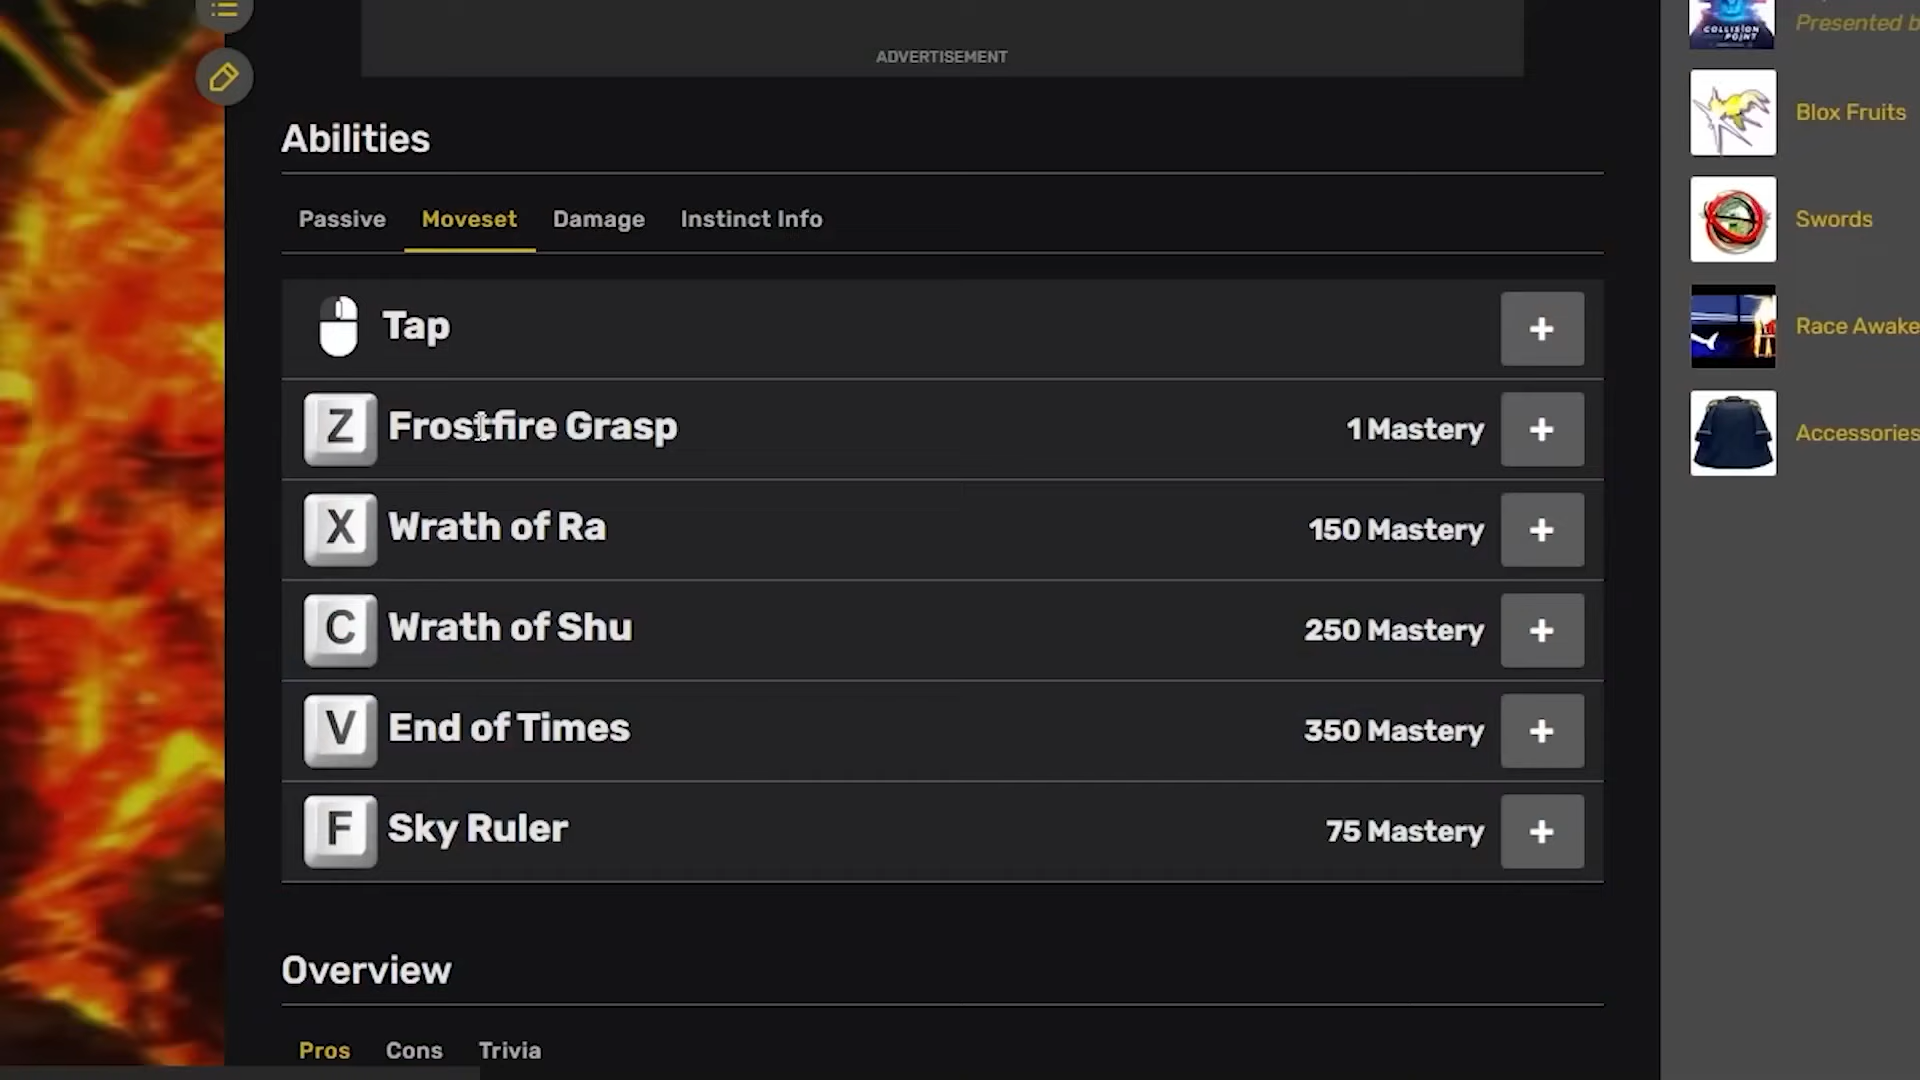 COLLISION
POINT
Presented b
ADVERTISEMENT
Blox Fruits
Swords
Race Awake
Accessories
Abilities
Passive Moveset Damage Instinct Info
Tap +
Z Frostfire Grasp 1 Mastery +
X Wrath of Ra 150 Mastery +
C Wrath of Shu 250 Mastery +
V End of Times 350 Mastery +
F Sky Ruler 75 Mastery +
Overview
Pros Cons Trivia